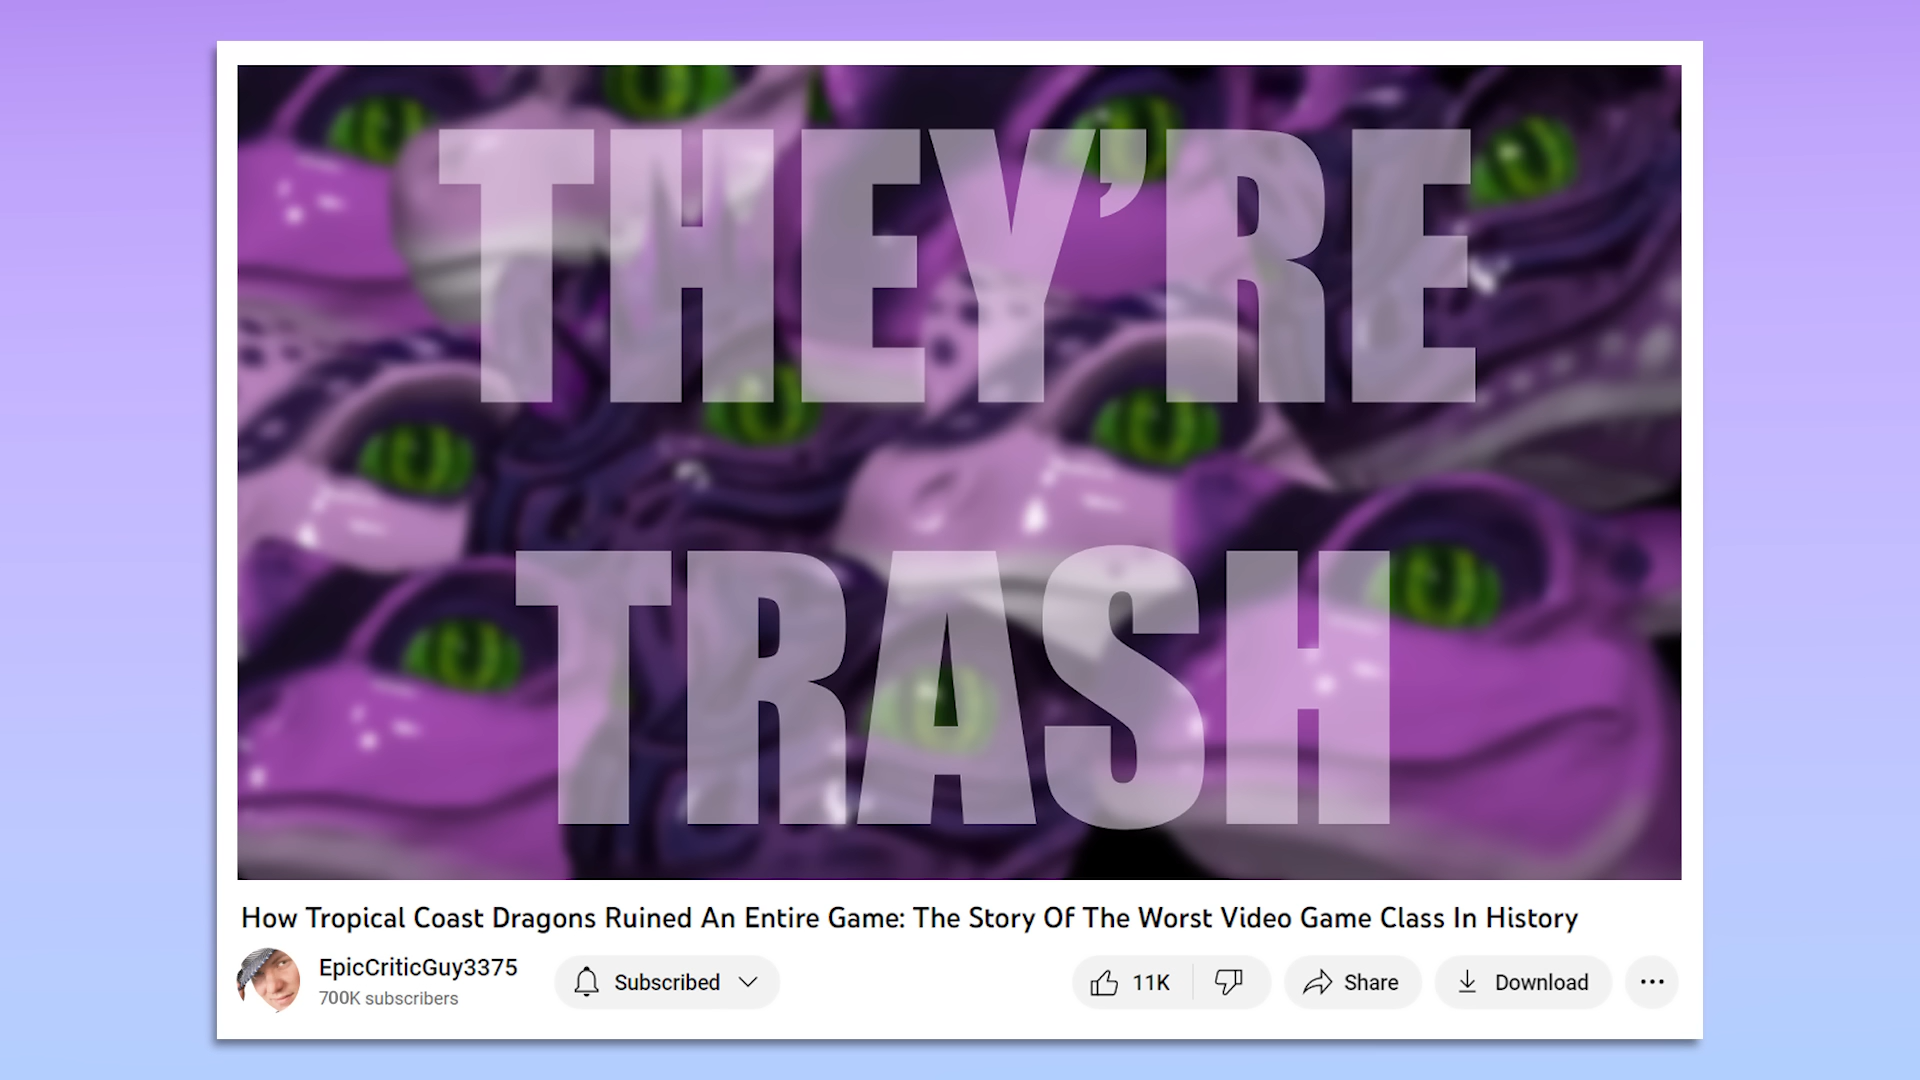 THEY’RE
TRASH
How Tropical Coast Dragons Ruined An Entire Game: The Story Of The Worst Video Game Class In History
EpicCriticGuy3375
700K subscribers
Subscribed
11K
Share
Download